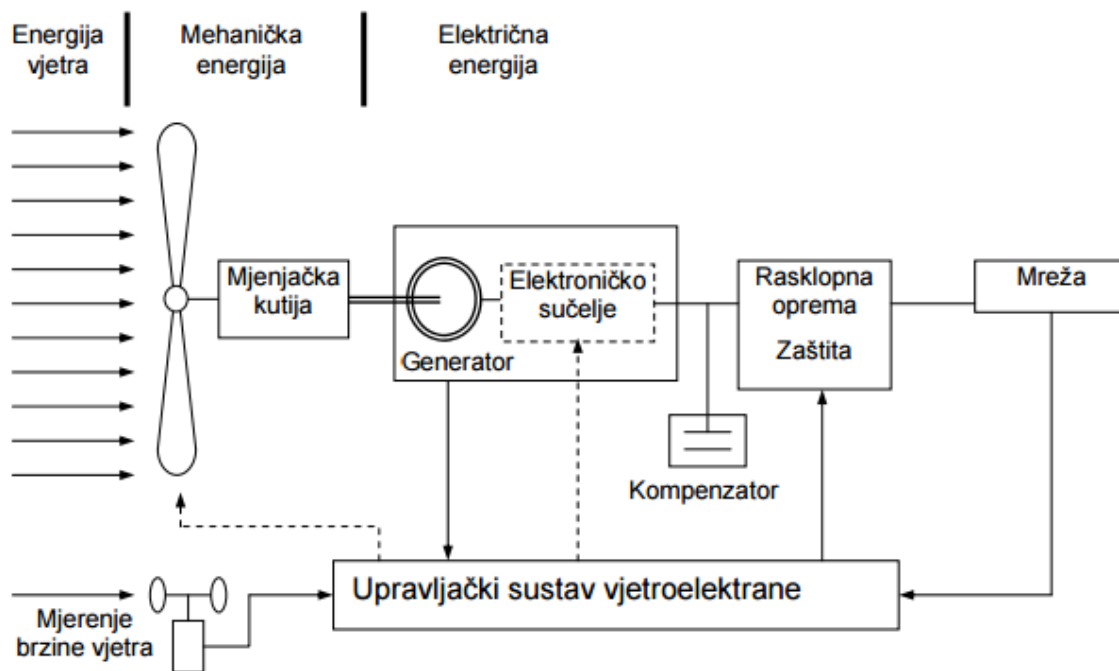 Energija
vjetra
Mehanička
energija
Električna
energija
Mjenjačka
kutija
Generator
Elektroničko
sučelje
Rasklopna
oprema
Zaštita
Mreža
Kompenzator
Upravljački sustav vjetroelektrane
Mjerenje
brzine vjetra